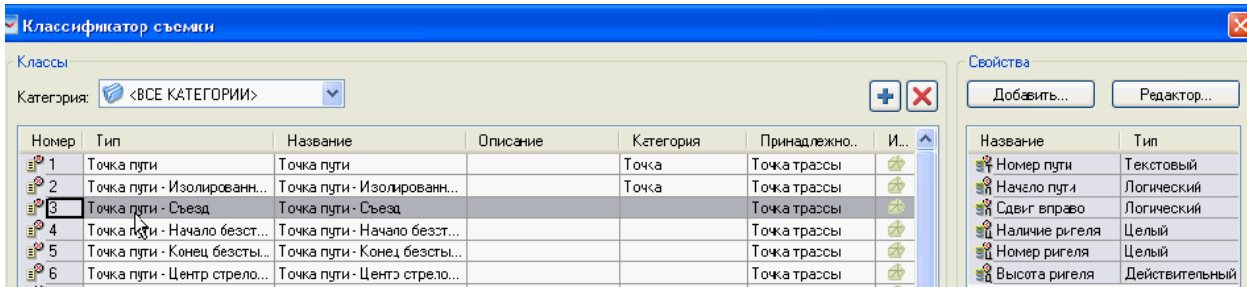 Классификатор съемки
Классы
Категория: <ВСЕ КАТЕГОРИИ>
Номер Тип Название Описание Категория Принадлежно.. И...
1 Точка пути Точка пути Точка Точка трассы
2 Точка пути - Изолированн... Точка пути - Изолированн... Точка Точка трассы
3 Точка пути - Съезд Точка пути - Съезд Точка трассы
4 Точка пути - Начало безст... Точка пути - Начало безст... Точка трассы
5 Точка пути - Конец бессты... Точка пути - Конец бессты... Точка трассы
6 Точка пути - Центр стрело... Точка пути - Центр стрело... Точка трассы
Свойства
Добавить... Редактор...
Название Тип
Номер пути Текстовый
Начало пути Логический
Сдвиг вправо Логический
Наличие ригеля Целый
Номер ригеля Целый
Высота ригеля Действительный